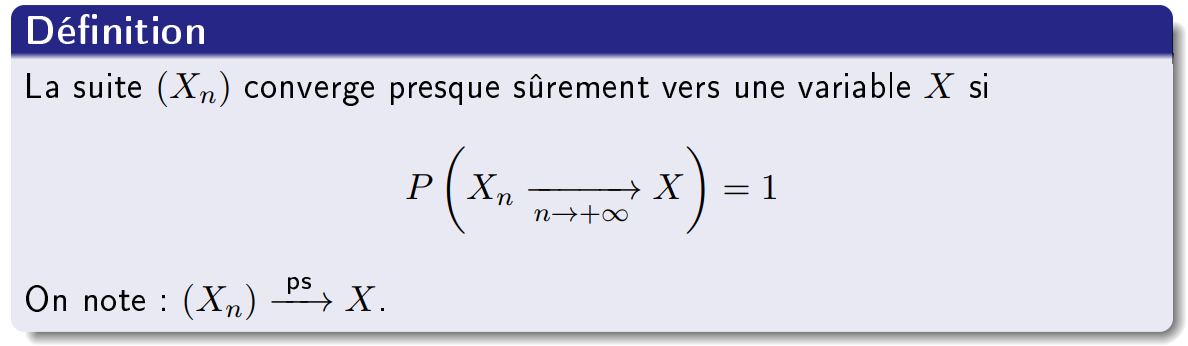 Définition
La suite $(X_n)$ converge presque sûrement vers une variable $X$ si
$P\left(X_n \xrightarrow[n\to+\infty]{} X\right) = 1$
On note : $(X_n) \xrightarrow{\text{ps}} X$.